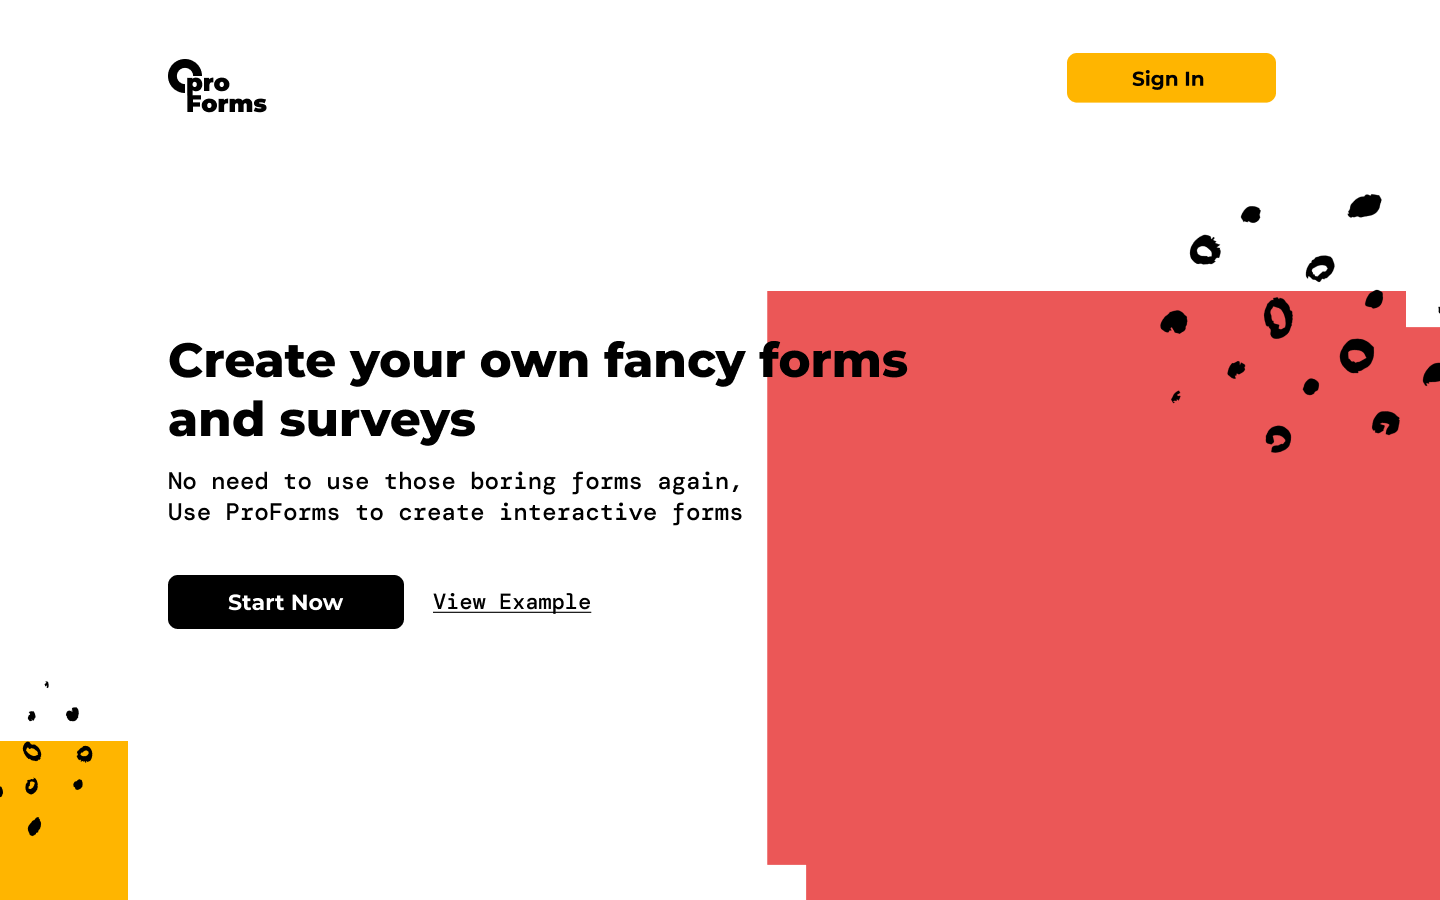 pro
Forms
Sign In
Create your own fancy forms
and surveys
No need to use those boring forms again,
Use ProForms to create interactive forms
Start Now
View Example